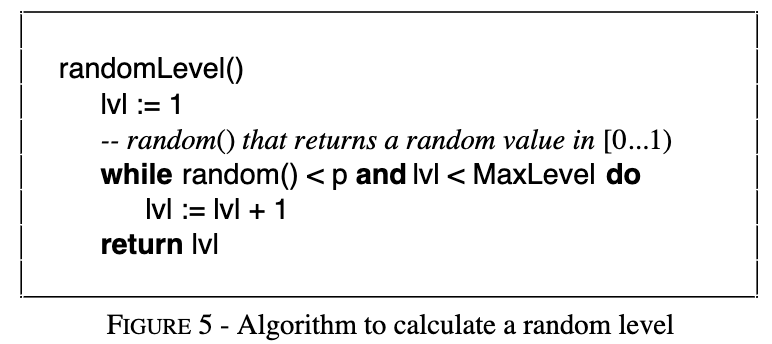 randomLevel()
lvl := 1
-- random() that returns a random value in [0...1)
while random() < p and lvl < MaxLevel do
lvl := lvl + 1
return lvl
FIGURE 5 - Algorithm to calculate a random level